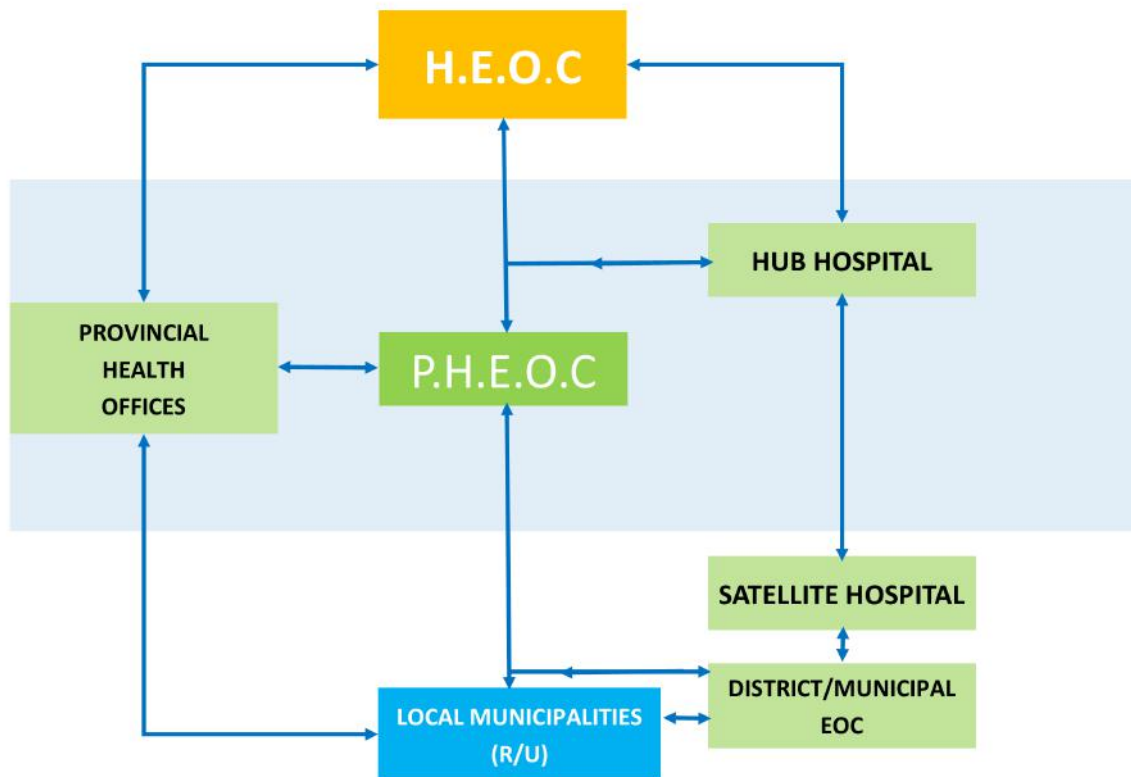 H.E.O.C
HUB HOSPITAL
PROVINCIAL
HEALTH
OFFICES
P.H.E.O.C
SATELLITE HOSPITAL
DISTRICT/MUNICIPAL
EOC
LOCAL MUNICIPALITIES
(R/U)